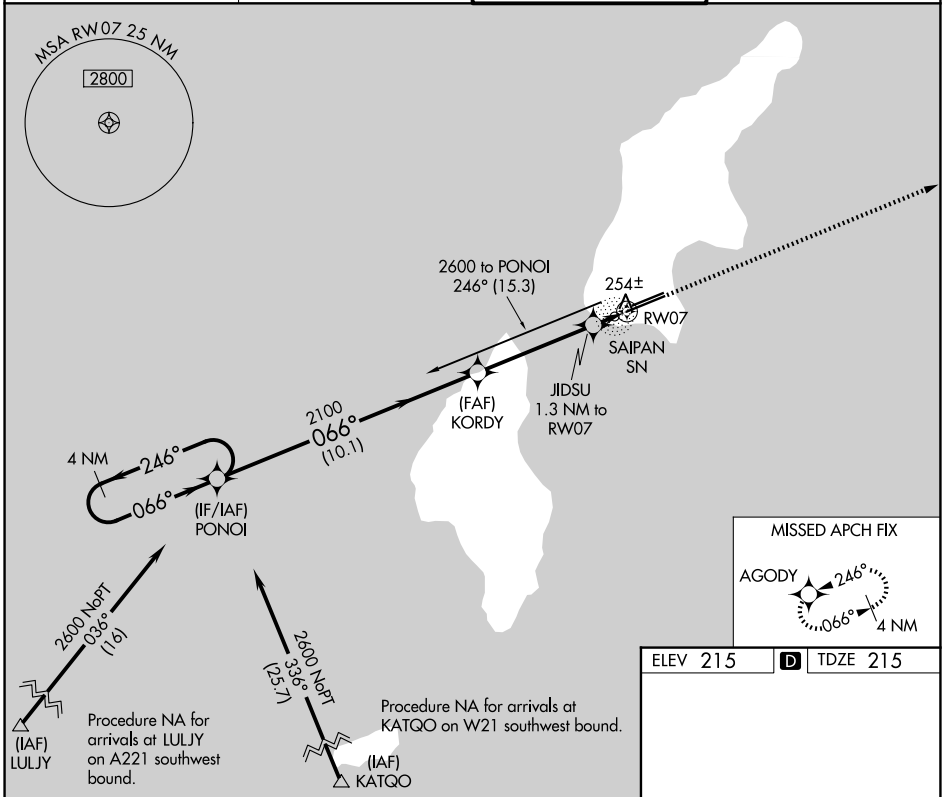 MSA RW07 25 NM
2800
2600 to PONOI
246° (15.3)
254±
RW07
SAIPAN
SN
JIDSU
1.3 NM to
RW07
(FAF)
KORDY
2100
066°
(10.1)
4 NM
246°
066°
(IF/IAF)
PONOI
2600 NoPT
036°
(16)
2600 NoPT
336°
(25.7)
(IAF)
LULJY
Procedure NA for
arrivals at LULJY
on A221 southwest
bound.
(IAF)
KATQO
Procedure NA for arrivals at
KATQO on W21 southwest bound.
MISSED APCH FIX
AGODY
246°
066°
4 NM
ELEV 215
D
TDZE 215